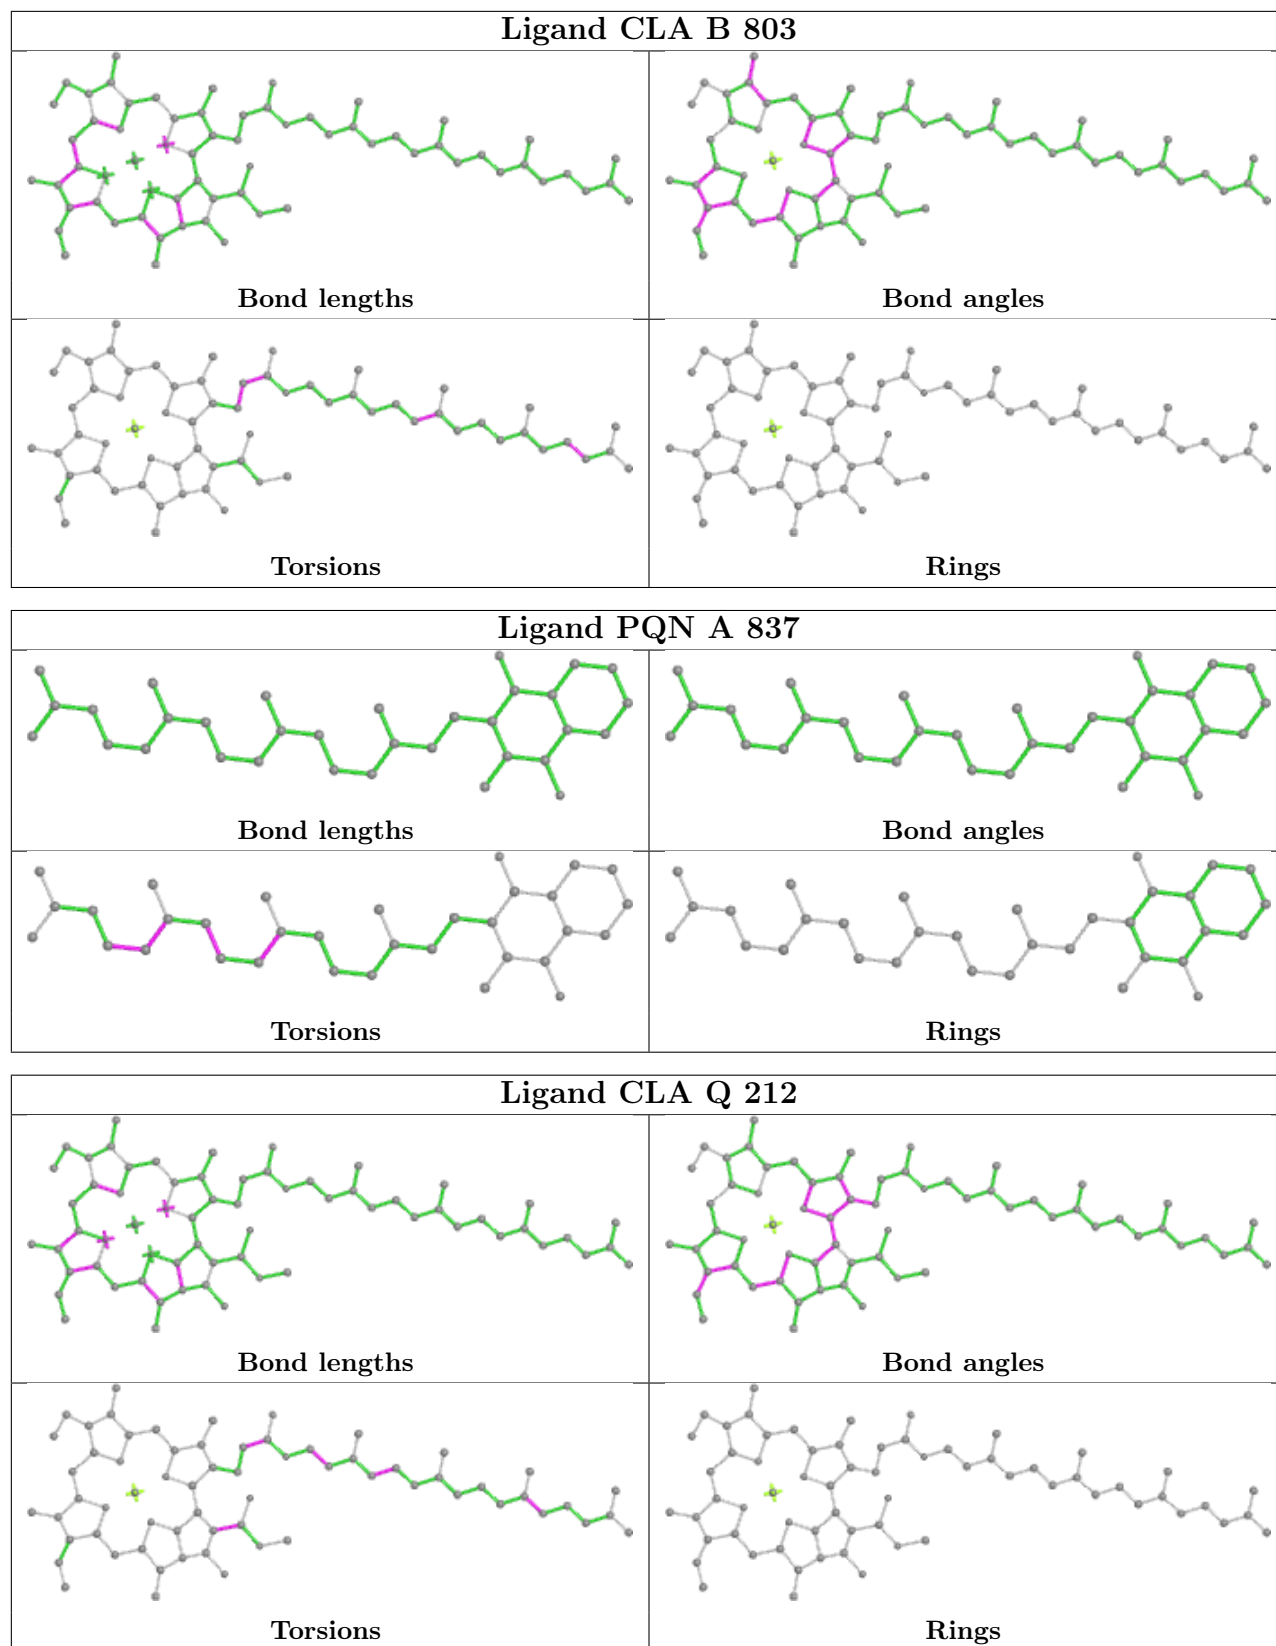 Ligand CLA B 803
Bond lengths
Bond angles
Torsions
Rings
Ligand PQN A 837
Bond lengths
Bond angles
Torsions
Rings
Ligand CLA Q 212
Bond lengths
Bond angles
Torsions
Rings